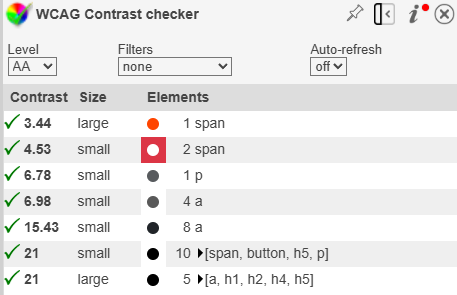 WCAG Contrast checker
Level Filters Auto-refresh
AA none off
Contrast Size Elements
3.44 large 1 span
4.53 small 2 span
6.78 small 1 p
6.98 small 4 a
15.43 small 8 a
21 small 10 [span, button, h5, p]
21 large 5 [a, h1, h2, h4, h5]